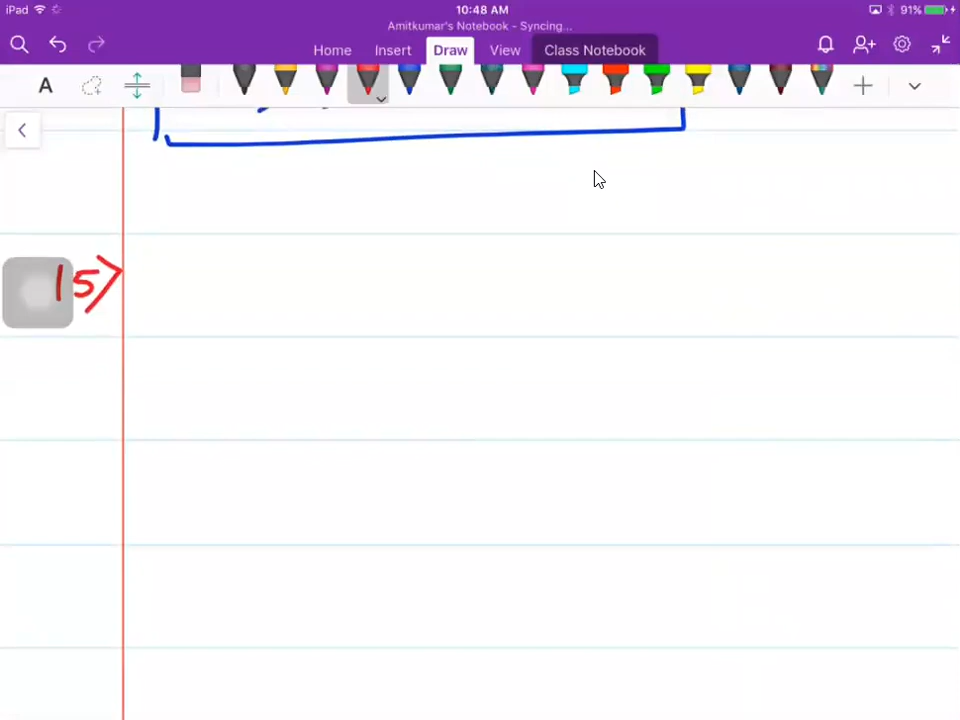 iPad 10:48 AM 91%
Amitkumar's Notebook - Syncing...
Home Insert Draw View Class Notebook
A
15>